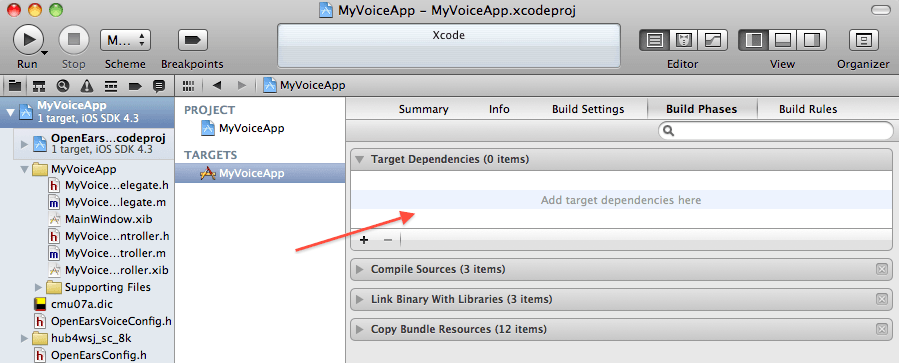 MyVoiceApp – MyVoiceApp.xcodeproj
Run
Stop
M...
Scheme
Breakpoints
Xcode
Editor
View
Organizer
MyVoiceApp
MyVoiceApp
1 target, iOS SDK 4.3
OpenEars...codeproj
1 target, iOS SDK 4.3
MyVoiceApp
MyVoice...elegate.h
MyVoice...legate.m
MainWindow.xib
MyVoice...ntroller.h
MyVoice...troller.m
MyVoice...roller.xib
Supporting Files
cmu07a.dic
OpenEarsVoiceConfig.h
hub4wsj_sc_8k
OpenEarsConfig.h
PROJECT
MyVoiceApp
TARGETS
MyVoiceApp
Summary
Info
Build Settings
Build Phases
Build Rules
Target Dependencies (0 items)
Add target dependencies here
Compile Sources (3 items)
Link Binary With Libraries (3 items)
Copy Bundle Resources (12 items)